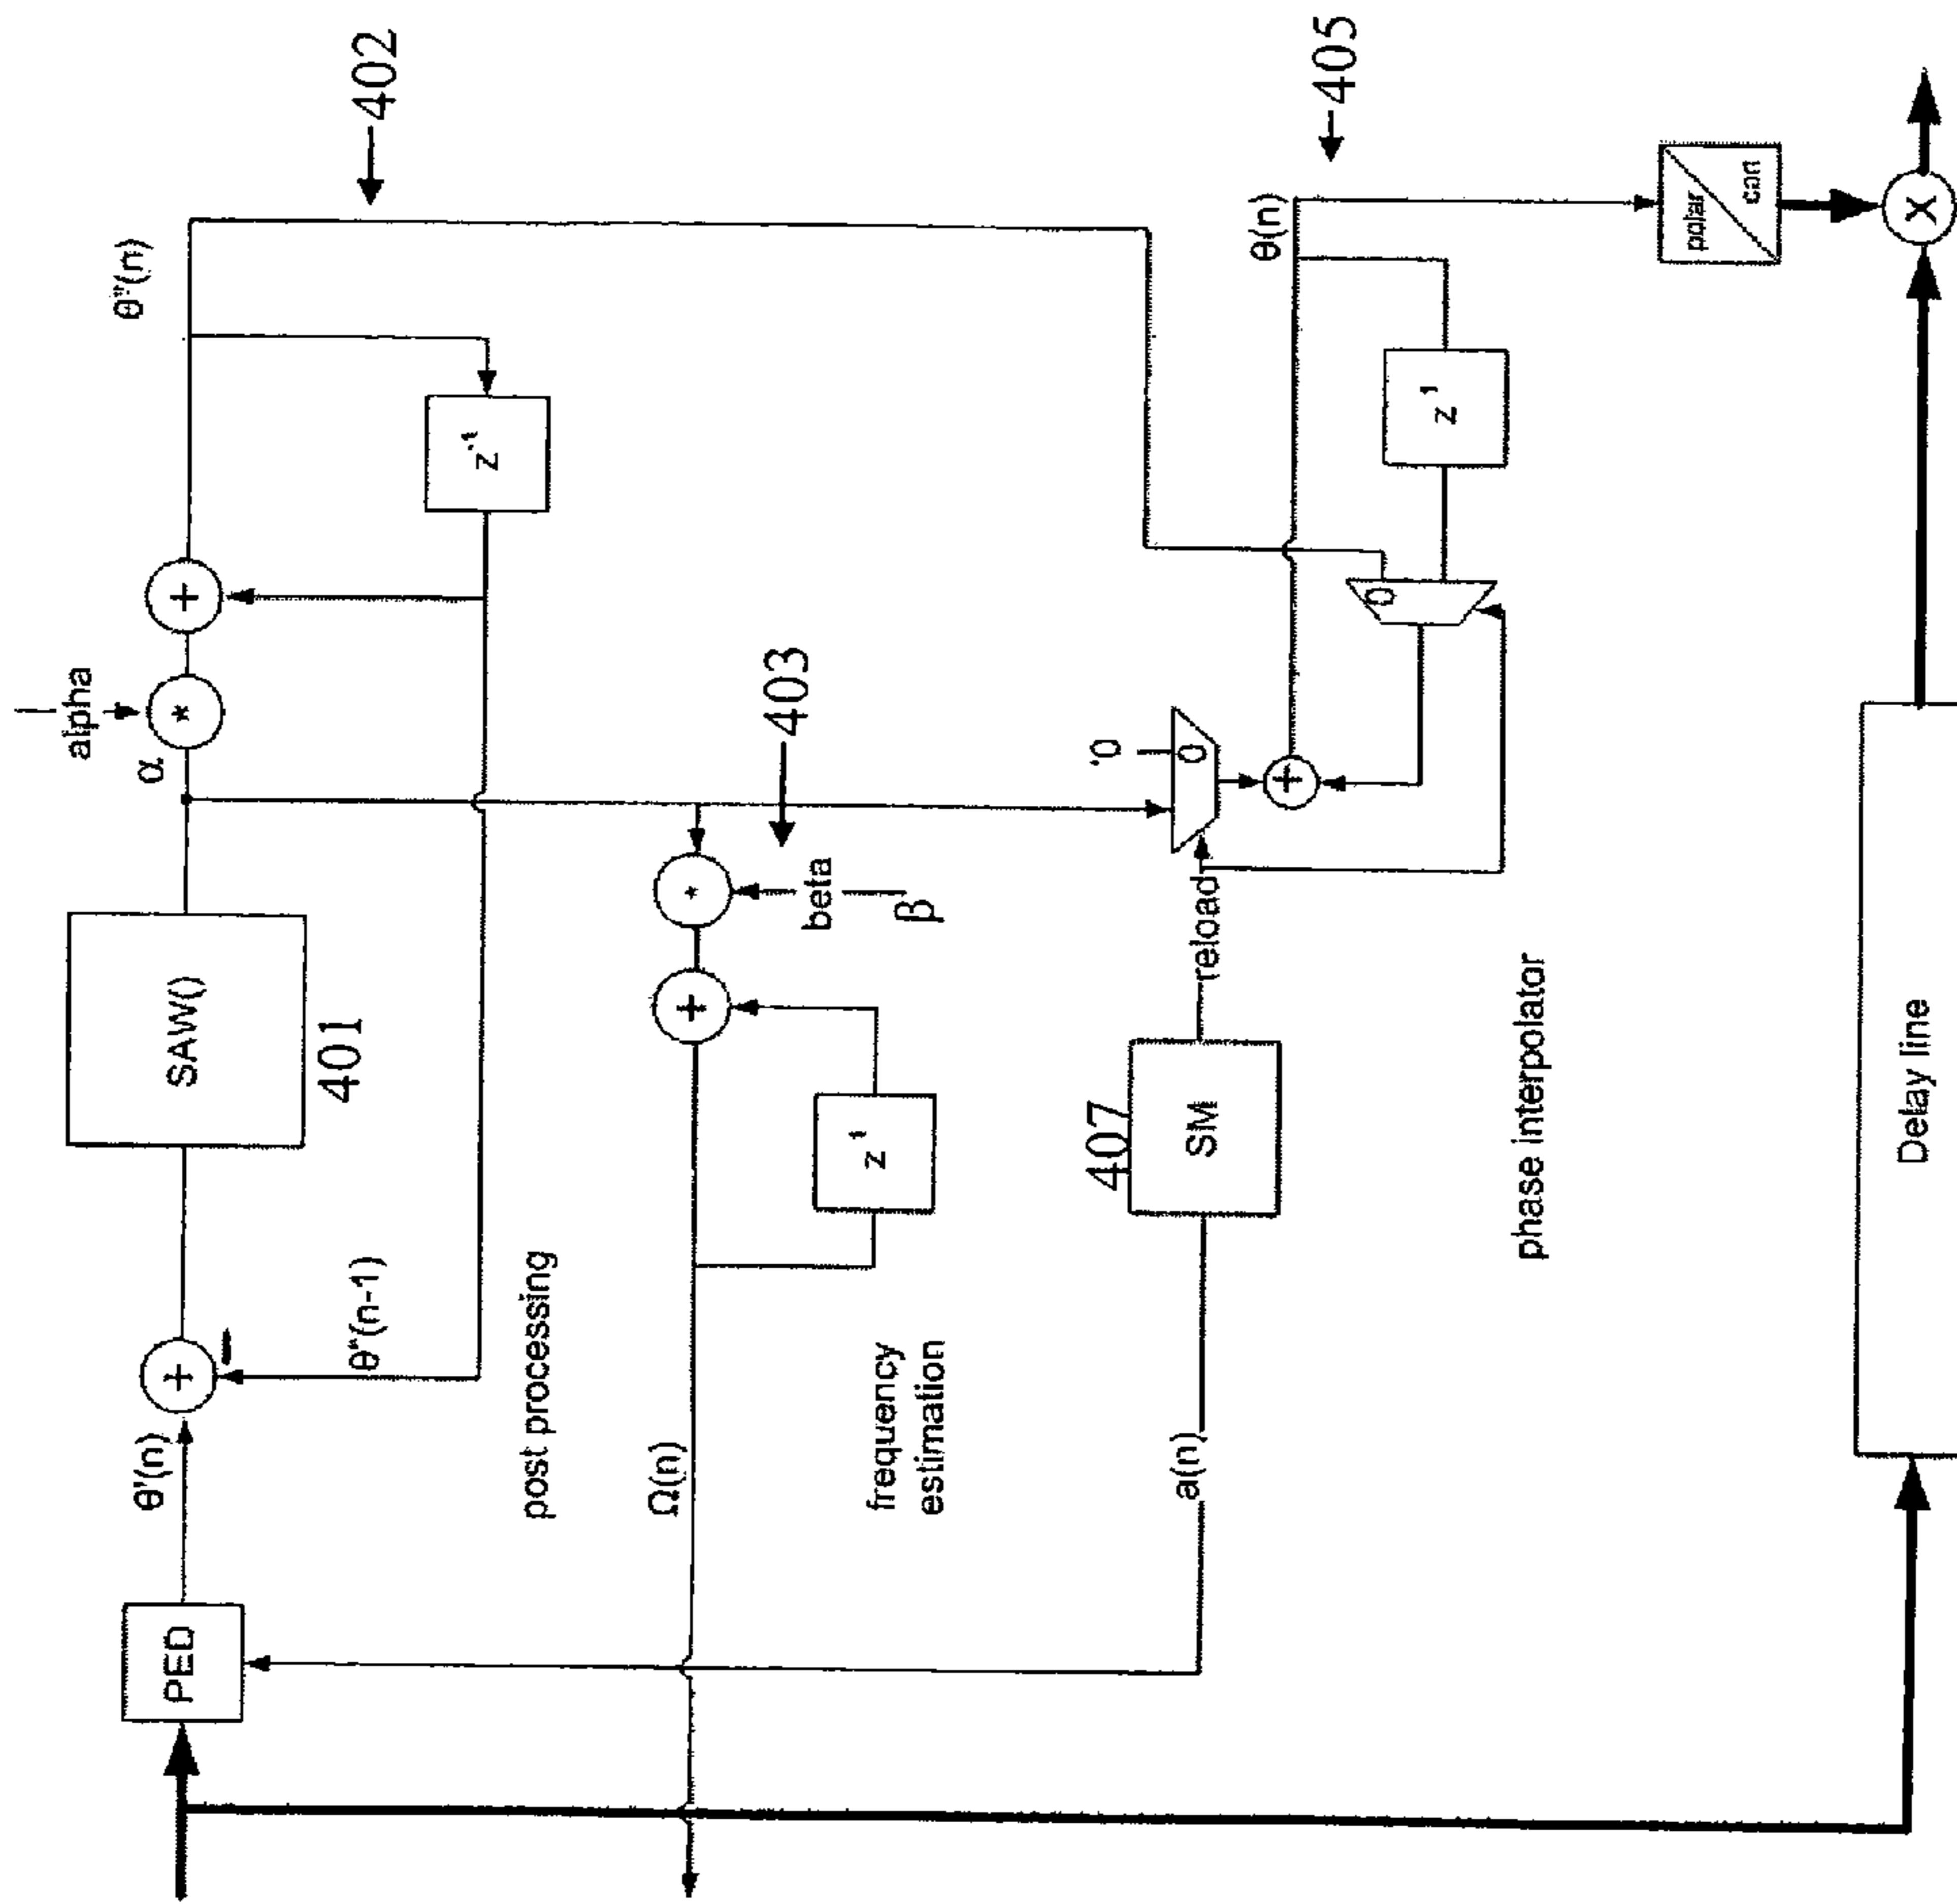 alpha
α
θ"(n)
402
θ'(n)
PED
+
SAW()
401
*
+
z⁻¹
θ"(n-1)
post processing
403
Ω(n)
+
*
beta
β
z⁻¹
frequency
estimation
407
a(n)
SM
reload
'0,
0
+
0
z⁻¹
θ(n)
405
phase interpolator
polar
cart
X
Delay line